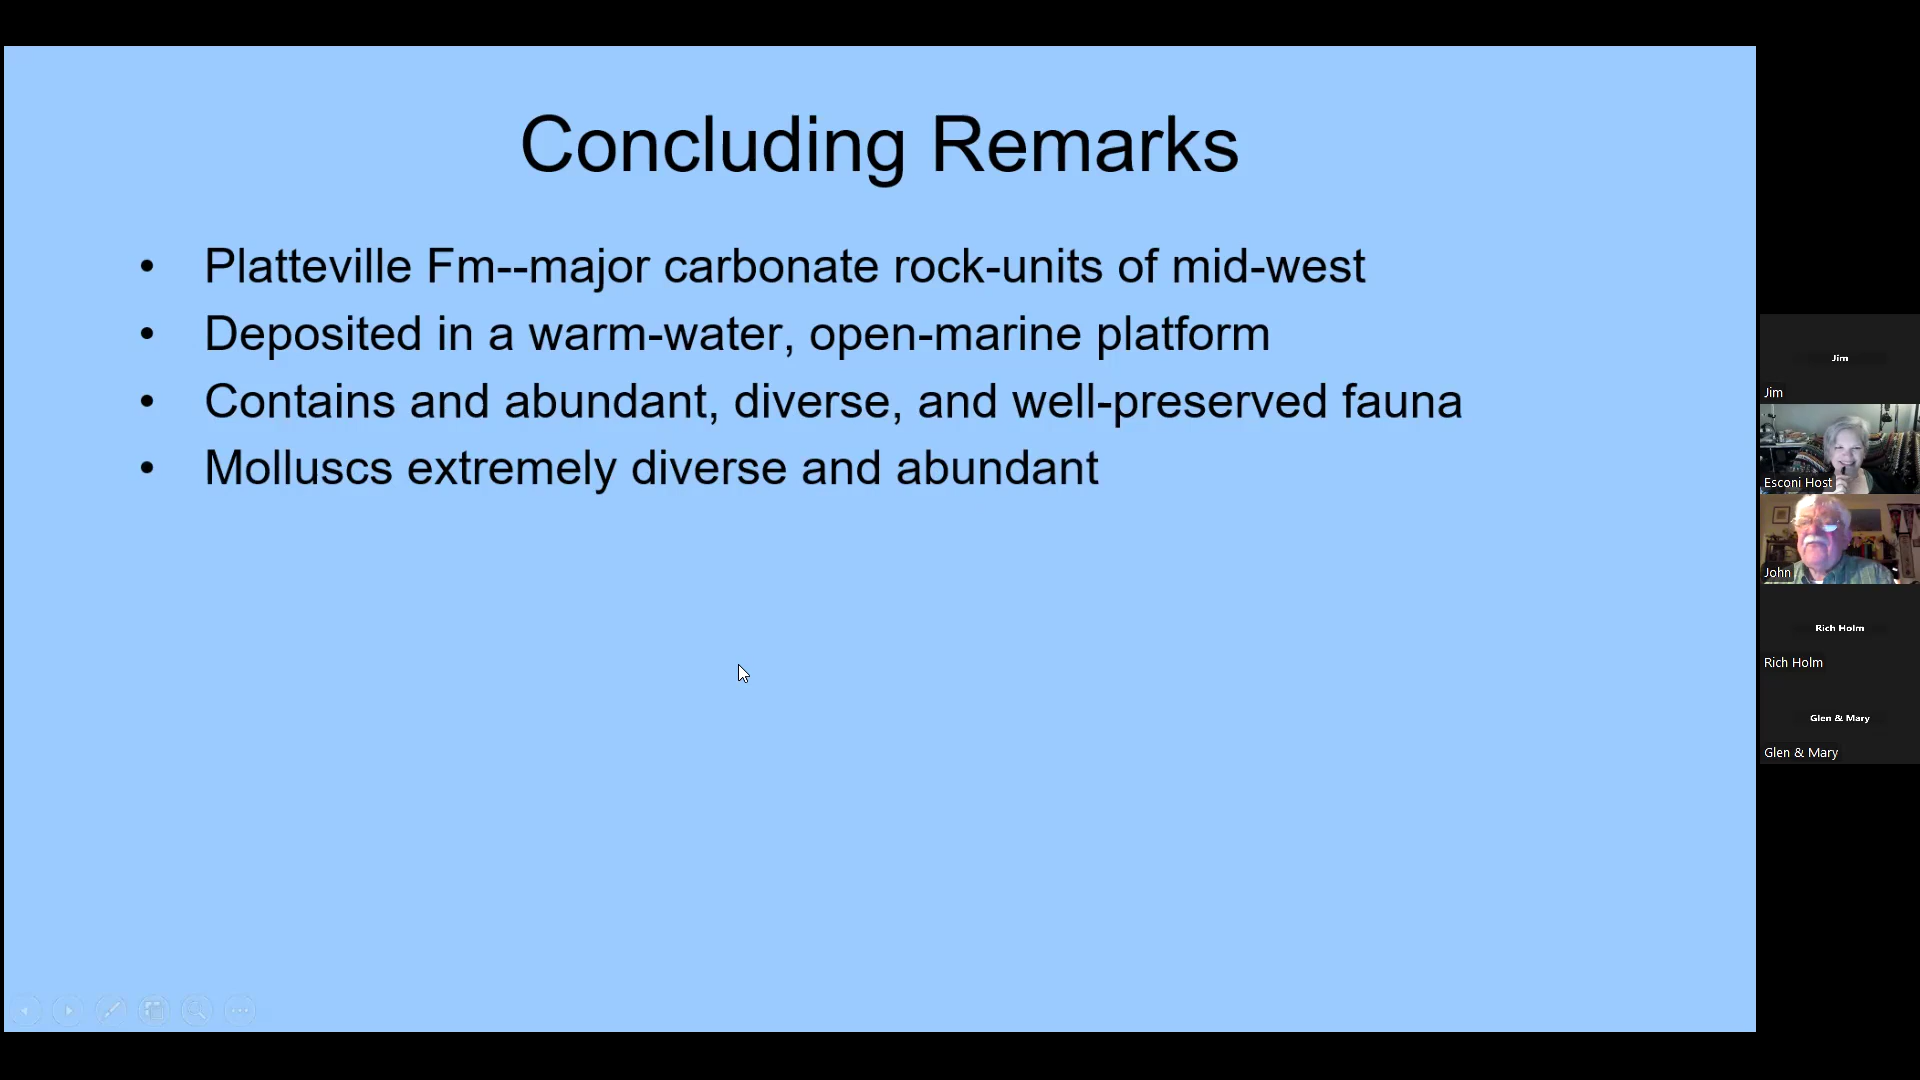 Concluding Remarks
• Platteville Fm--major carbonate rock-units of mid-west
• Deposited in a warm-water, open-marine platform
• Contains and abundant, diverse, and well-preserved fauna
• Molluscs extremely diverse and abundant
Jim
Jim
Esconi Host
John
Rich Holm
Rich Holm
Glen & Mary
Glen & Mary